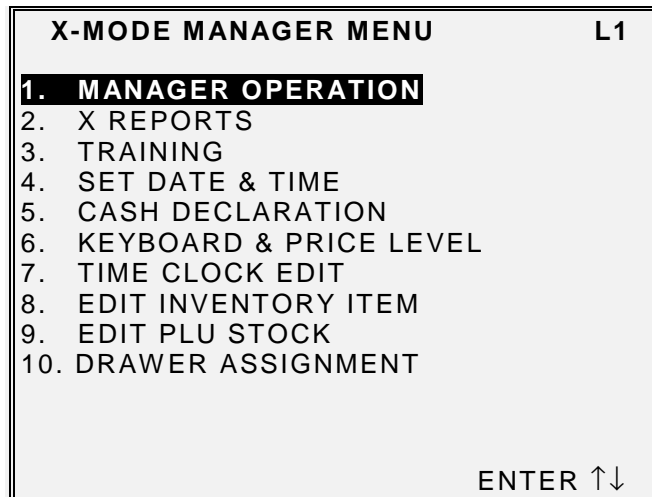 X-MODE MANAGER MENU L1
1. MANAGER OPERATION
2. X REPORTS
3. TRAINING
4. SET DATE & TIME
5. CASH DECLARATION
6. KEYBOARD & PRICE LEVEL
7. TIME CLOCK EDIT
8. EDIT INVENTORY ITEM
9. EDIT PLU STOCK
10. DRAWER ASSIGNMENT
ENTER ↑↓